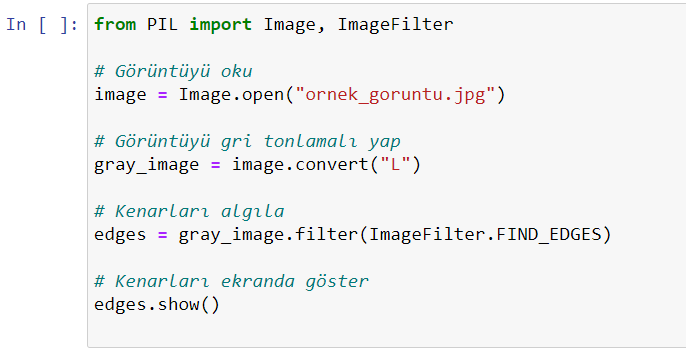 In [ ]: from PIL import Image, ImageFilter
# Görüntüyü oku
image = Image.open("ornek_goruntu.jpg")
# Görüntüyü gri tonlamalı yap
gray_image = image.convert("L")
# Kenarları algıla
edges = gray_image.filter(ImageFilter.FIND_EDGES)
# Kenarları ekranda göster
edges.show()